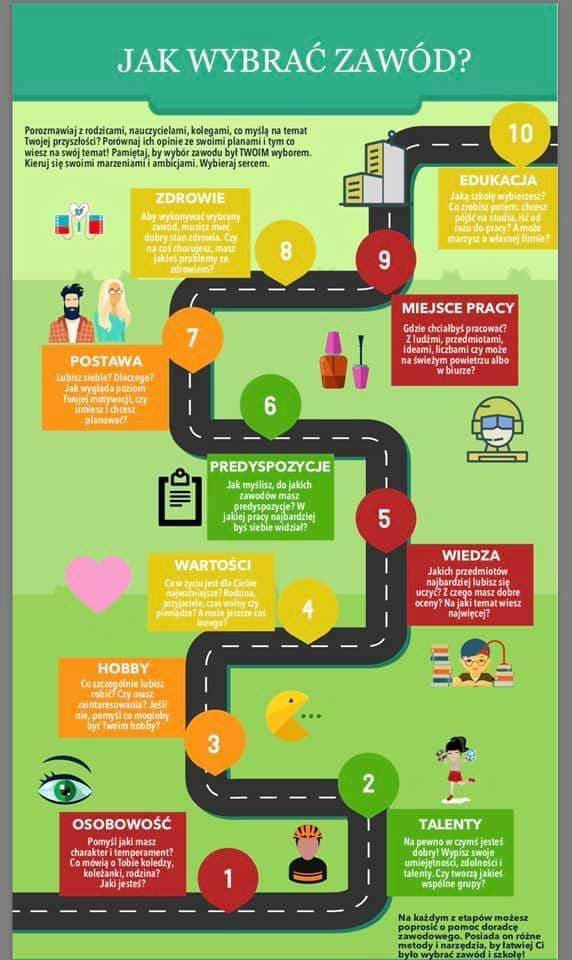 JAK WYBRAĆ ZAWÓD?
Porozmawiaj z rodzicami, nauczycielami, kolegami, co myślą na temat
Twojej przyszłości? Porównaj ich opinie ze swoimi planami i tym co
wiesz na swój temat! Pamiętaj, by wybór zawodu był TWOIM wyborem.
Kieruj się swoimi marzeniami i ambicjami. Wybieraj sercem.
10
EDUKACJA
Jaką szkołę wybierzesz?
Co zrobisz potem: chcesz
pójść na studia, iść od
razu do pracy? A może
marzysz o własnej firmie?
ZDROWIE
Aby wykonywać wybrany
zawód, musisz mieć
dobry stan zdrowia. Czy
na coś chorujesz, masz
jakieś problemy ze
zdrowiem?
8
9
MIEJSCE PRACY
Gdzie chciałbyś pracować?
Z ludźmi, przedmiotami,
ideami, liczbami czy może
na świeżym powietrzu albo
w biurze?
7
POSTAWA
Lubisz siebie? Dlaczego?
Jak wygląda poziom
Twojej motywacji, czy
umiesz i chcesz
planować?
6
PREDYSPOZYCJE
Jak myślisz, do jakich
zawodów masz
predyspozycje? W
jakiej pracy najbardziej
byś siebie widział?
5
WIEDZA
Jakich przedmiotów
najbardziej lubisz się
uczyć? Z czego masz dobre
oceny? Na jaki temat wiesz
najwięcej?
WARTOŚCI
Co w życiu jest dla Ciebie
najważniejsze? Rodzina,
przyjaciele, czas wolny czy
pieniądze? A może jeszcze coś
innego?
4
HOBBY
Co szczególnie lubisz
robić? Czy masz
zainteresowania? Jeśli
nie, pomyśl co mogłoby
być Twoim hobby?
3
2
TALENTY
Na pewno w czymś jesteś
dobry! Wypisz swoje
umiejętności, zdolności i
talenty. Czy tworzą jakieś
wspólne grupy?
OSOBOWOŚĆ
Pomyśl jaki masz
charakter i temperament?
Co mówią o Tobie koledzy,
koleżanki, rodzina?
Jaki jesteś?
1
Na każdym z etapów możesz
poprosić o pomoc doradcę
zawodowego. Posiada on różne
metody i narzędzia, by łatwiej Ci
było wybrać zawód i szkołę!